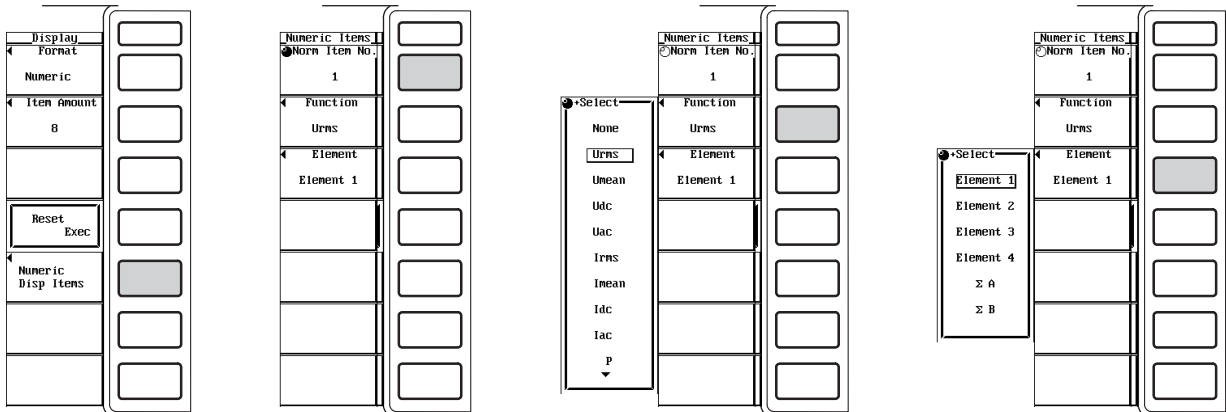 Display
Format
Numeric
Item Amount
8
Reset
Exec
Numeric
Disp Items
Numeric Items
Norm Item No.
1
Function
Urms
Element
Element 1
+Select
None
Urms
Umean
Udc
Uac
Irms
Imean
Idc
Iac
P
Numeric Items
Norm Item No.
1
Function
Urms
Element
Element 1
+Select
Element 1
Element 2
Element 3
Element 4
Σ A
Σ B
Numeric Items
Norm Item No.
1
Function
Urms
Element
Element 1